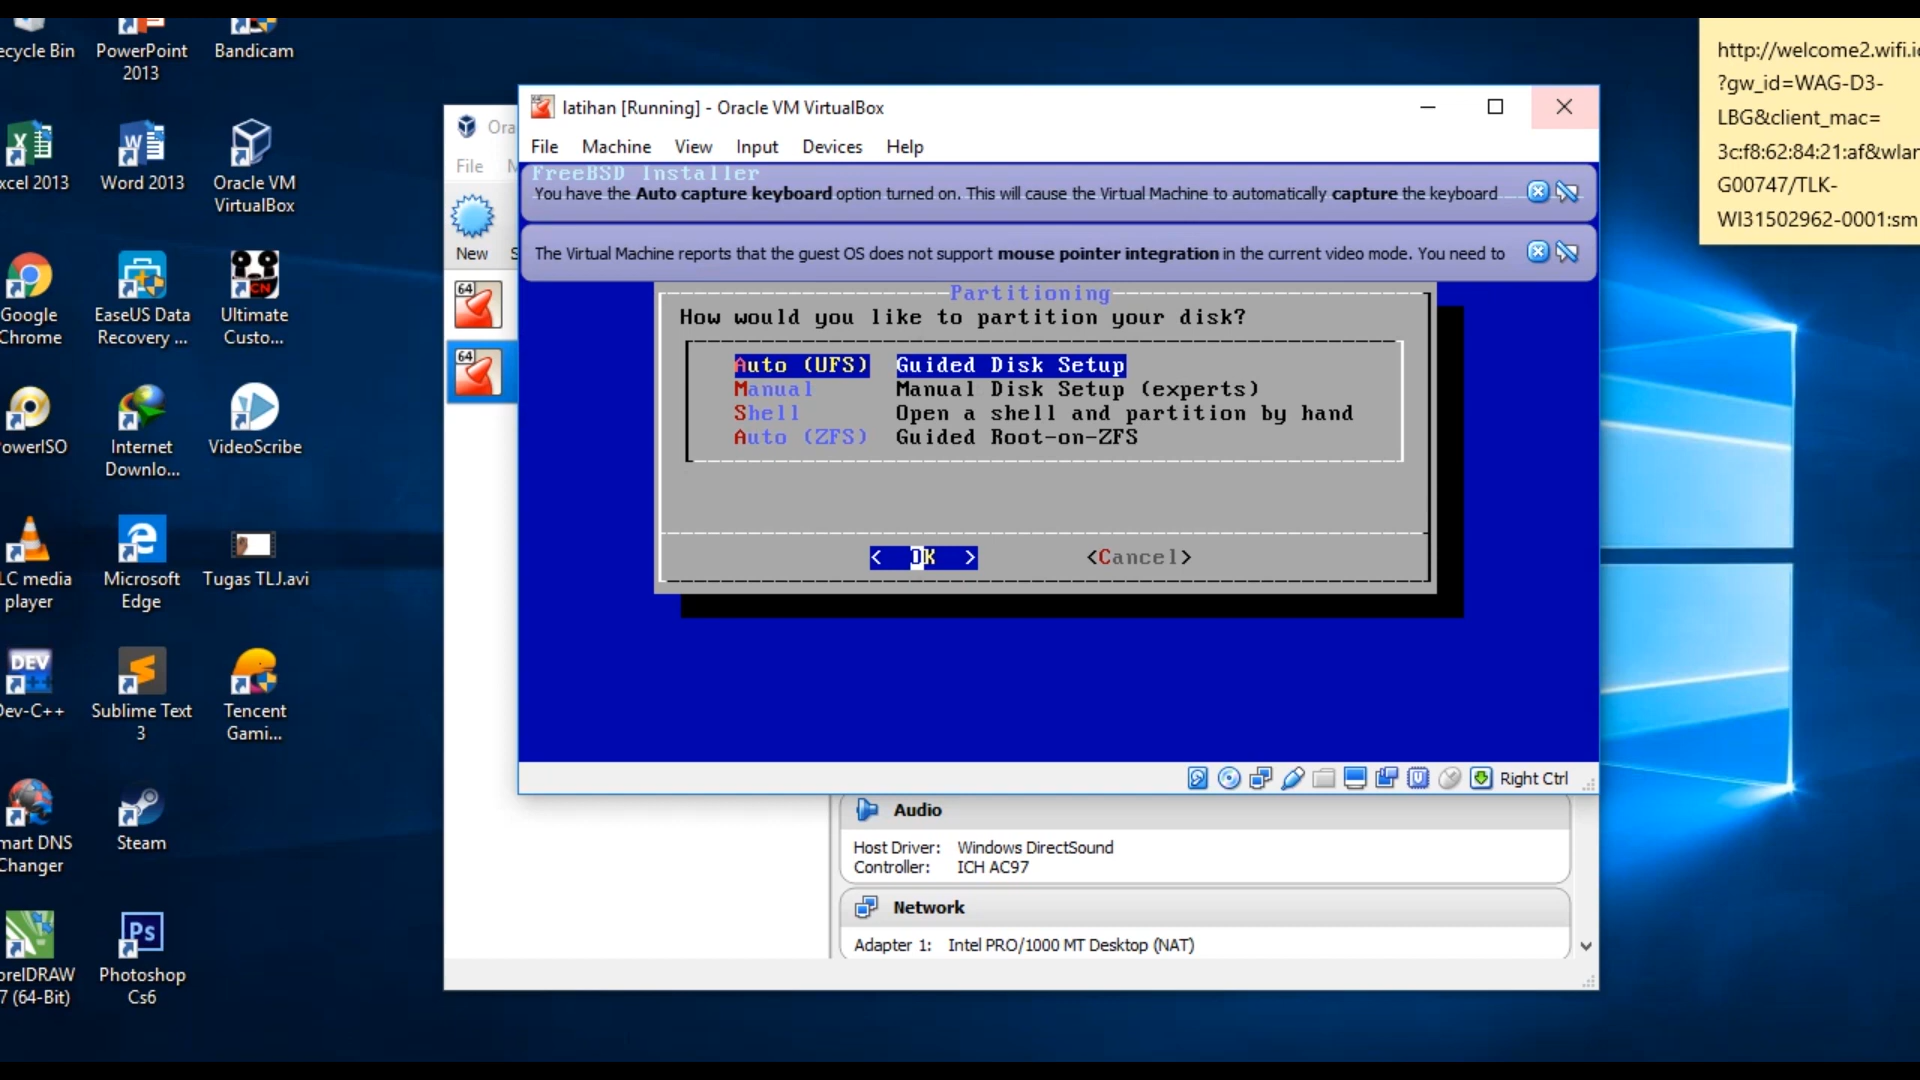 ecycle Bin
PowerPoint
2013
Bandicam
xcel 2013
Word 2013
Oracle VM
VirtualBox
Google
Chrome
EaseUS Data
Recovery ...
Ultimate
Custo...
owerISO
Internet
Downlo...
VideoScribe
LC media
player
Microsoft
Edge
Tugas TLJ.avi
DEV
Dev-C++
Sublime Text
3
Tencent
Gami...
mart DNS
Changer
Steam
orelDRAW
7 (64-Bit)
Ps
Photoshop
Cs6
Ora
File
New
64
64
latihan [Running] - Oracle VM VirtualBox
File Machine View Input Devices Help
FreeBSD Installer
You have the Auto capture keyboard option turned on. This will cause the Virtual Machine to automatically capture the keyboard
The Virtual Machine reports that the guest OS does not support mouse pointer integration in the current video mode. You need to
Partitioning
How would you like to partition your disk?
Auto (UFS) Guided Disk Setup
Manual Manual Disk Setup (experts)
Shell Open a shell and partition by hand
Auto (ZFS) Guided Root-on-ZFS
< OK > <Cancel>
Right Ctrl
Audio
Host Driver: Windows DirectSound
Controller: ICH AC97
Network
Adapter 1: Intel PRO/1000 MT Desktop (NAT)
http://welcome2.wifi.ic
?gw_id=WAG-D3-
LBG&client_mac=
3c:f8:62:84:21:af&wlan
G00747/TLK-
WI31502962-0001:sm